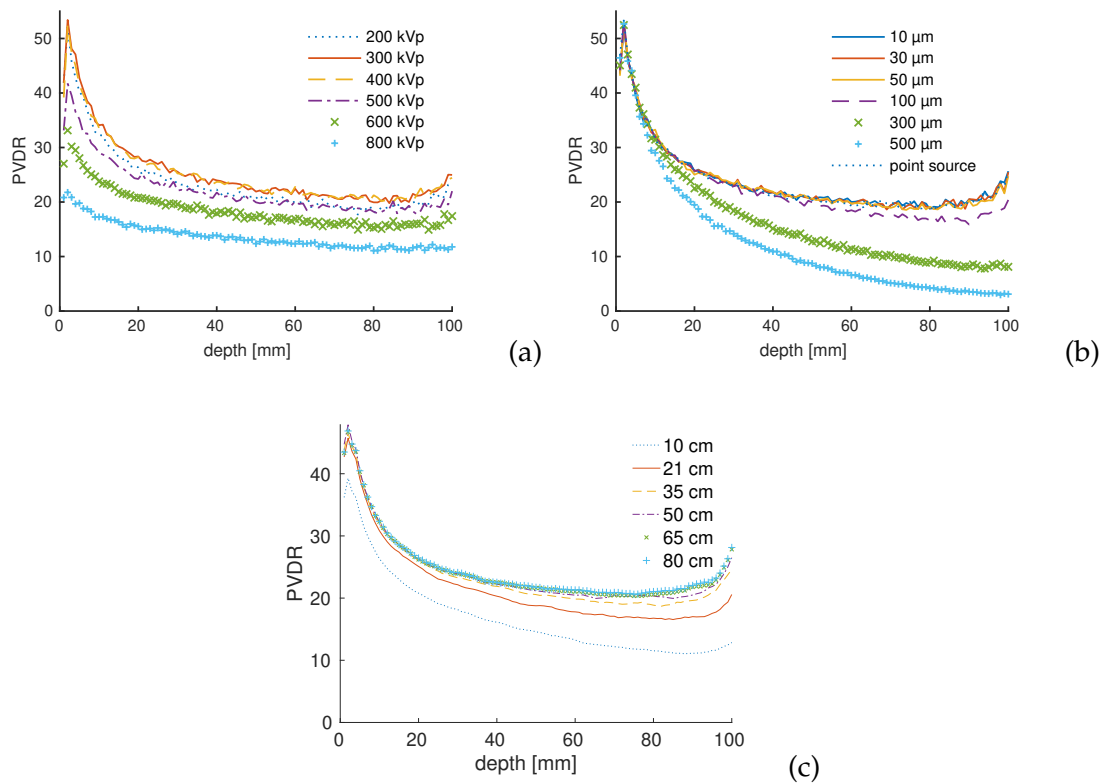 PVDR
50
40
30
20
10
0
200 kVp
300 kVp
400 kVp
500 kVp
600 kVp
800 kVp
0 20 40 60 80 100
depth [mm]
(a)
PVDR
50
40
30
20
10
0
10 µm
30 µm
50 µm
100 µm
300 µm
500 µm
point source
0 20 40 60 80 100
depth [mm]
(b)
PVDR
40
30
20
10
0
10 cm
21 cm
35 cm
50 cm
65 cm
80 cm
0 20 40 60 80 100
depth [mm]
(c)